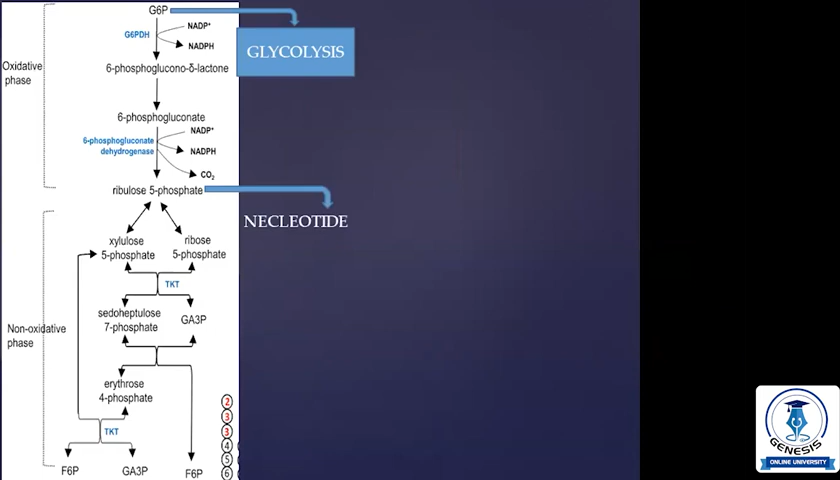 G6P
G6PDH
NADP⁺
NADPH
GLYCOLYSIS
Oxidative
phase
6-phosphoglucono-δ-lactone
6-phosphogluconate
NADP⁺
6-phosphogluconate
dehydrogenase
NADPH
CO₂
ribulose 5-phosphate
NECLEOTIDE
xylulose
5-phosphate
ribose
5-phosphate
TKT
sedoheptulose
7-phosphate
GA3P
Non-oxidative
phase
erythrose
4-phosphate
2
3
3
4
5
6
TKT
F6P
GA3P
F6P
GENESIS
ONLINE UNIVERSITY